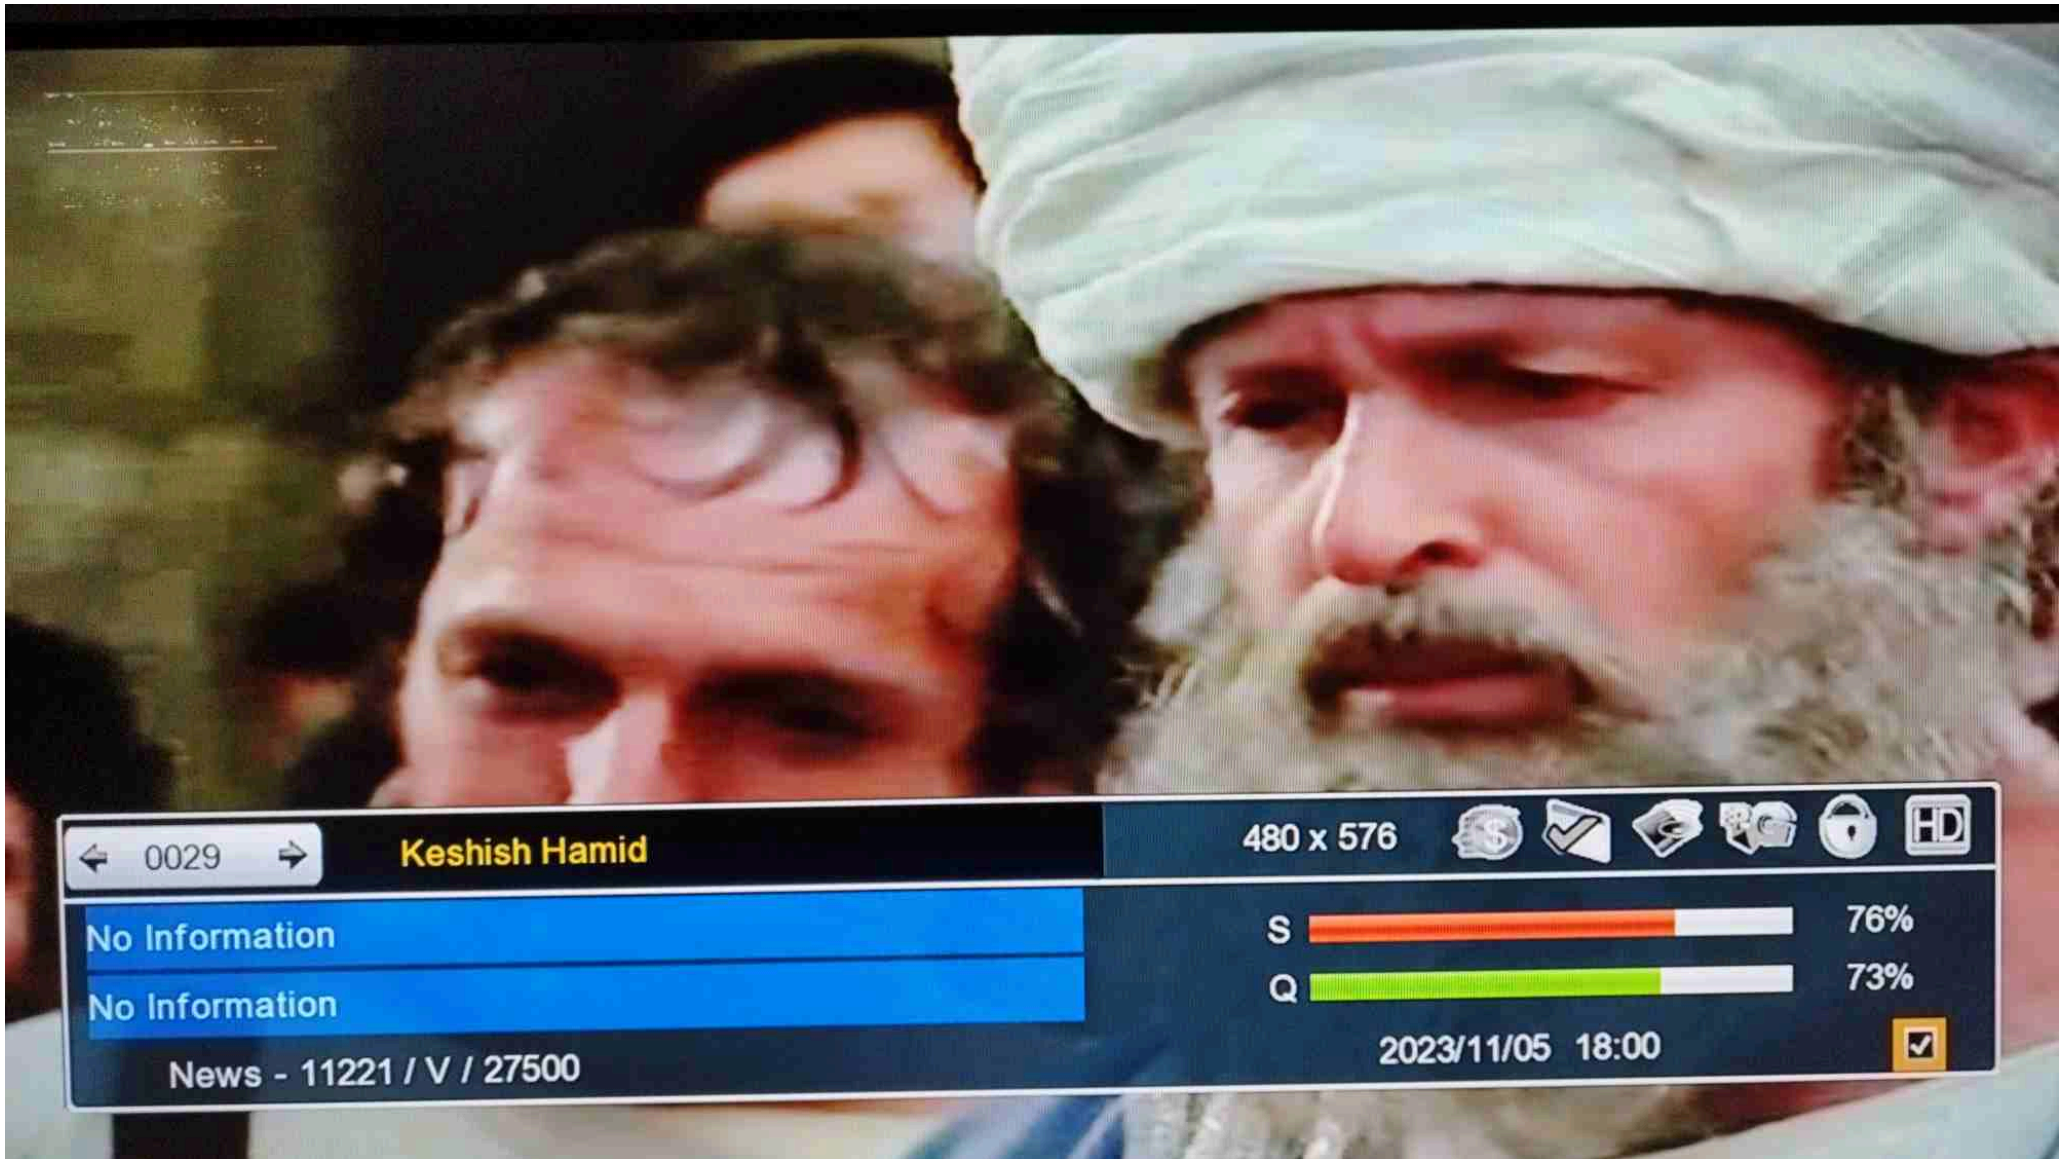 0029
Keshish Hamid
480 x 576
HD
No Information
S 76%
No Information
Q 73%
News - 11221 / V / 27500
2023/11/05 18:00